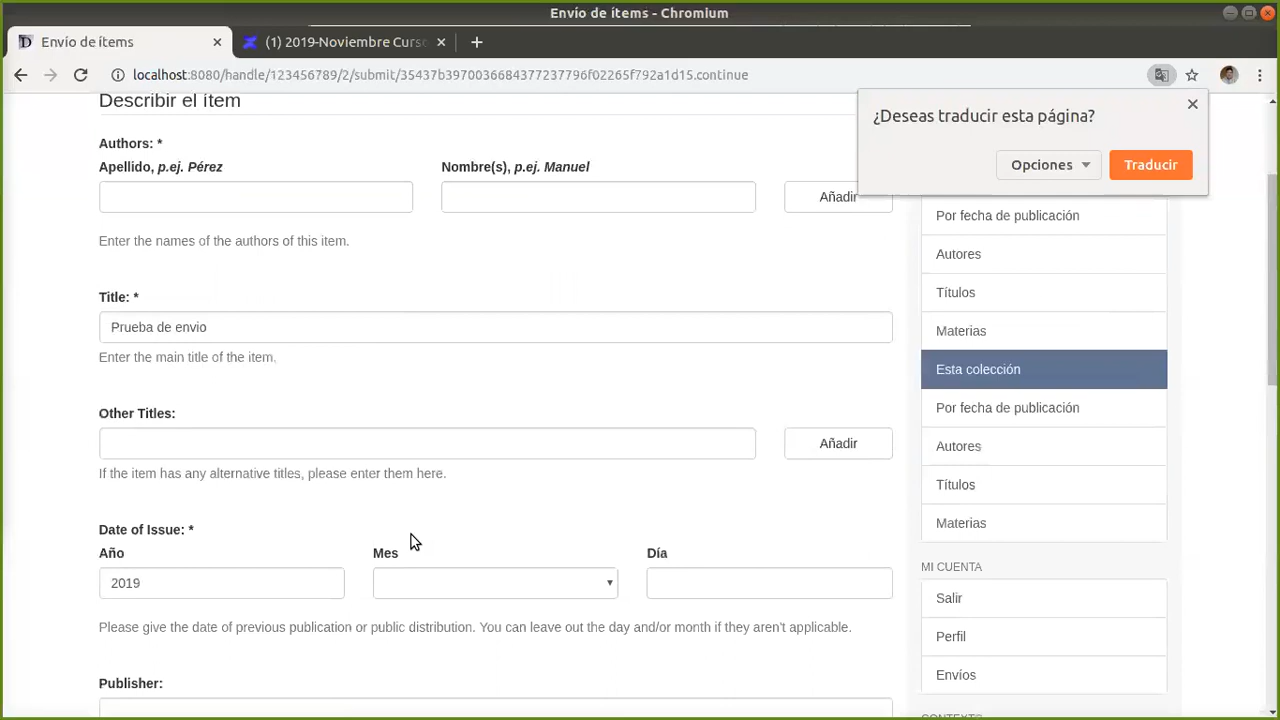 Envío de ítems - Chromium
Envío de ítems
(1) 2019-Noviembre Curs
localhost:8080/handle/123456789/2/submit/35437b3970036684377237796f02265f792a1d15.continue
¿Deseas traducir esta página?
Opciones
Traducir
Describir el ítem
Authors: *
Apellido, p.ej. Pérez
Nombre(s), p.ej. Manuel
Añadir
Enter the names of the authors of this item.
Title: *
Prueba de envio
Enter the main title of the item.
Other Titles:
Añadir
If the item has any alternative titles, please enter them here.
Date of Issue: *
Año
Mes
Día
2019
Please give the date of previous publication or public distribution. You can leave out the day and/or month if they aren't applicable.
Publisher:
Por fecha de publicación
Autores
Títulos
Materias
Esta colección
Por fecha de publicación
Autores
Títulos
Materias
MI CUENTA
Salir
Perfil
Envíos